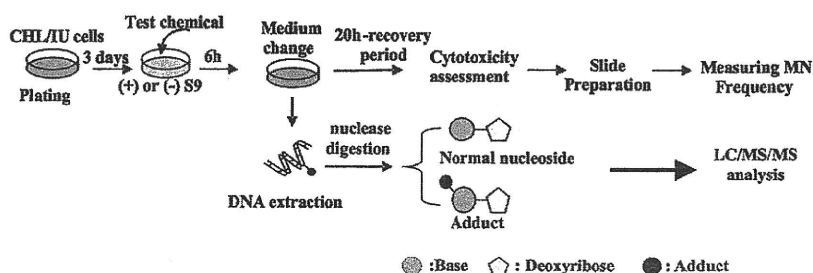 Test chemical
CHL/IU cells
3 days
6h
Medium
change
20h-recovery
period
Cytotoxicity
assessment
Slide
Preparation
Measuring MN
Frequency
Plating
(+) or (-) S9
nuclease
digestion
Normal nucleoside
LC/MS/MS
analysis
DNA extraction
Adduct
:Base
: Deoxyribose
: Adduct